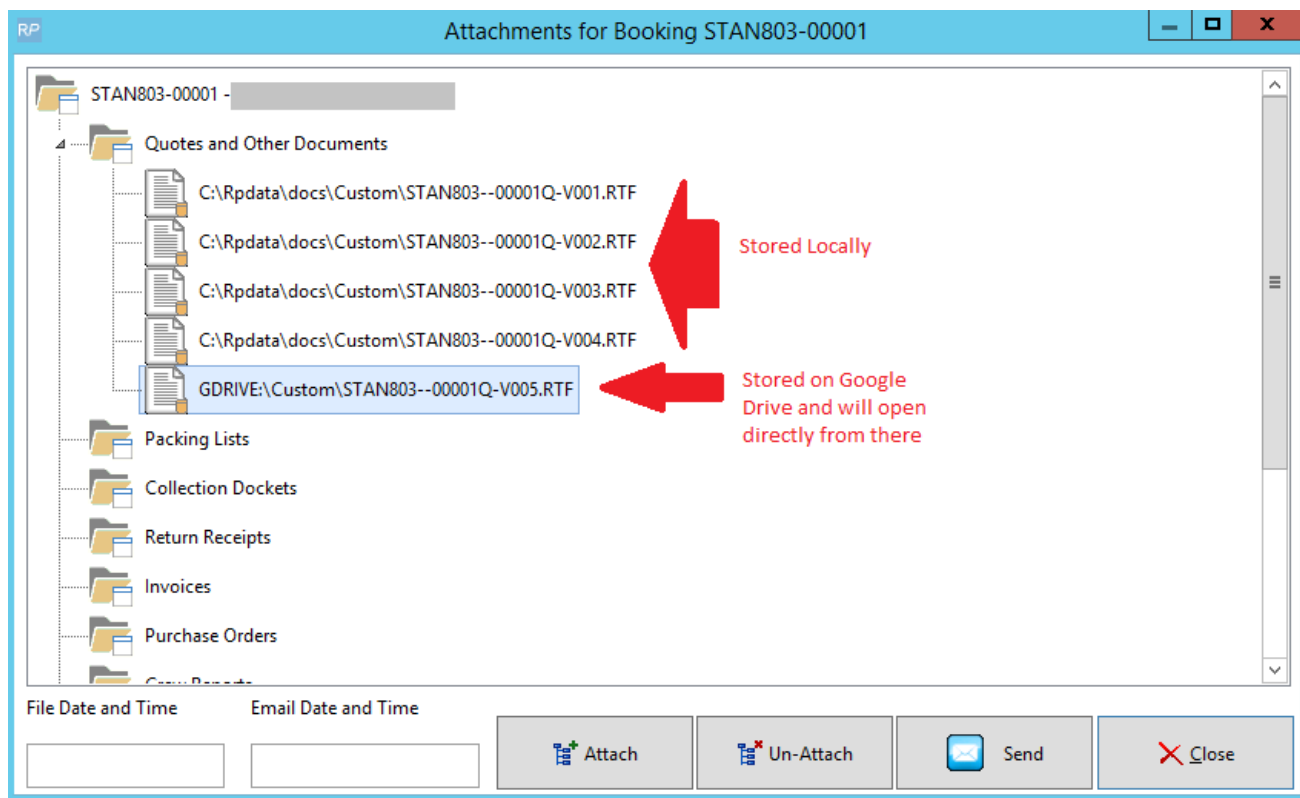 RP
Attachments for Booking STAN803-00001
STAN803-00001 -
Quotes and Other Documents
C:\Rpdata\docs\Custom\STAN803--00001Q-V001.RTF
C:\Rpdata\docs\Custom\STAN803--00001Q-V002.RTF
Stored Locally
C:\Rpdata\docs\Custom\STAN803--00001Q-V003.RTF
C:\Rpdata\docs\Custom\STAN803--00001Q-V004.RTF
GDRIVE:\Custom\STAN803--00001Q-V005.RTF
Stored on Google
Drive and will open
directly from there
Packing Lists
Collection Dockets
Return Receipts
Invoices
Purchase Orders
Crew Reports
File Date and Time
Email Date and Time
Attach
Un-Attach
Send
Close